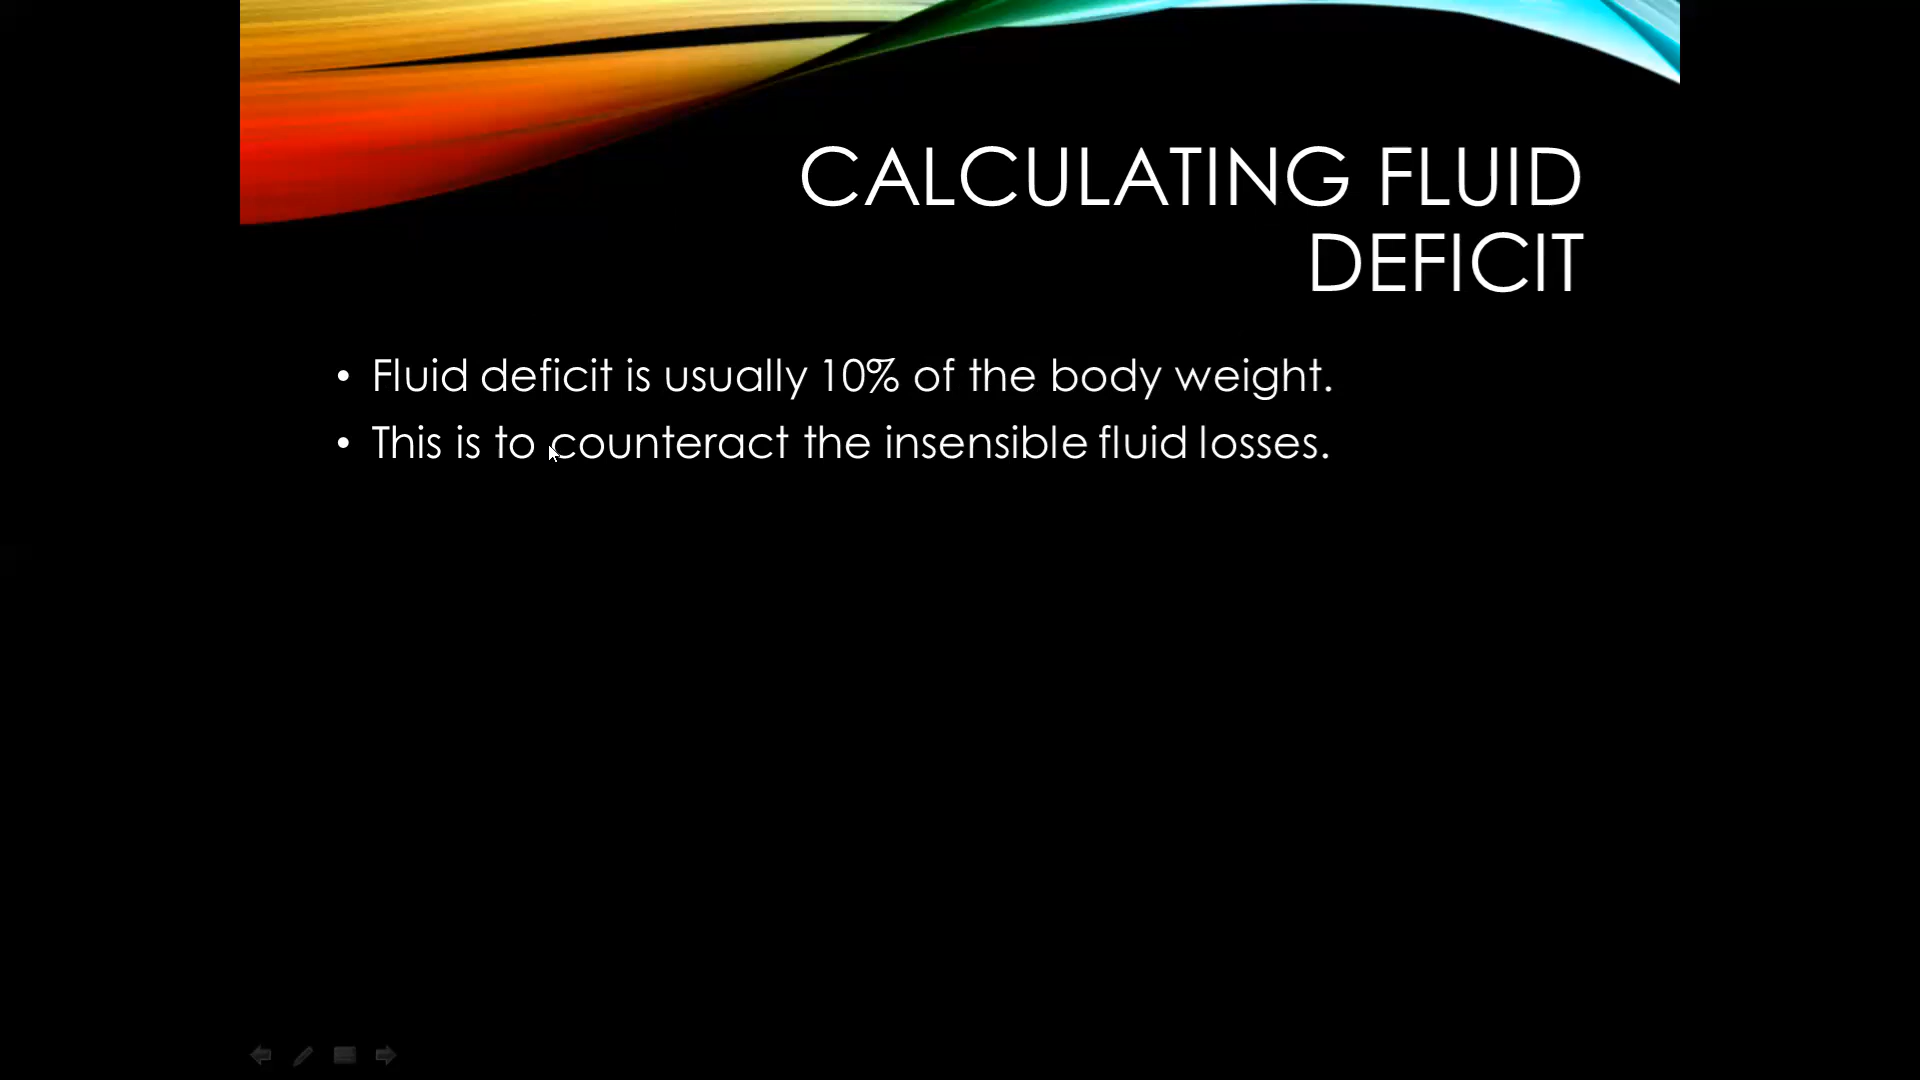 CALCULATING FLUID
DEFICIT
• Fluid deficit is usually 10% of the body weight.
• This is to counteract the insensible fluid losses.